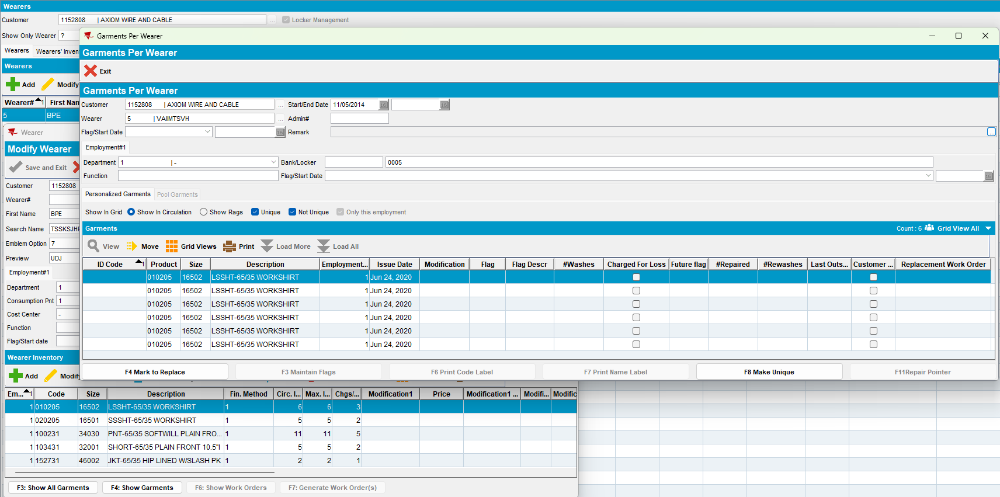 Wearers
Customer 1152808 | AXIOM WIRE AND CABLE ... Locker Management
Show Only Wearer ?
Wearers Wearers' Inven
Wearers
Add Modify
Wearer# 1 First Nan
5 BPE
Wearer
Modify Wearer
Save and Exit
Customer 1152808
Wearer#
First Name BPE
Search Name TSSKSJHF
Emblem Option 7
Preview UDJ
Employment#1
Department 1
Consumption Pnt 1
Cost Center -
Function
Flag/Start date
Wearer Inventory
Add Modify
Garments Per Wearer
Garments Per Wearer
Exit
Garments Per Wearer
Customer 1152808 | AXIOM WIRE AND CABLE ... Start/End Date 11/05/2014 16 16
Wearer 5 | VAIIMTSVH ... Admin#
Flag/Start Date 16 Remark ...
Employment#1
Department 1 | - Bank/Locker 0005
Function Flag/Start Date 16
Personalized Garments Pool Garments
Show In Grid Show In Circulation Show Rags Unique Not Unique Only this employment
Garments Count : 6 Grid View All
View Move Grid Views Print Load More Load All
ID Code 1 Product Size Description Employment... Issue Date Modification Flag Flag Descr #Washes Charged For Loss Future flag #Repaired #Rewashes Last Outs... Customer ... Replacement Work Order
010205 16502 LSSHT-65/35 WORKSHIRT 1 Jun 24, 2020
010205 16502 LSSHT-65/35 WORKSHIRT 1 Jun 24, 2020
010205 16502 LSSHT-65/35 WORKSHIRT 1 Jun 24, 2020
010205 16502 LSSHT-65/35 WORKSHIRT 1 Jun 24, 2020
010205 16502 LSSHT-65/35 WORKSHIRT 1 Jun 24, 2020
010205 16502 LSSHT-65/35 WORKSHIRT 1 Jun 24, 2020
F4 Mark to Replace F3 Maintain Flags F6 Print Code Label F7 Print Name Label F8 Make Unique F11Repair Pointer
Em... 1 Code Size Description Fin. Method Circ. I... Max. I... Chgs/... Modification1 Price Modification1 ... Modifi... Modific
1 010205 16502 LSSHT-65/35 WORKSHIRT 1 6 6 3
1 020205 16501 SSSHT-65/35 WORKSHIRT 1 5 5 2
1 100231 34030 PNT-65/35 SOFTWILL PLAIN FRO... 1 11 11 5
1 103431 32001 SHORT-65/35 PLAIN FRONT 10.5"I 1 5 5 2
1 152731 46002 JKT-65/35 HIP LINED W/SLASH PK 1 2 2 1
F3: Show All Garments F4: Show Garments F6: Show Work Orders F7: Generate Work Order(s)